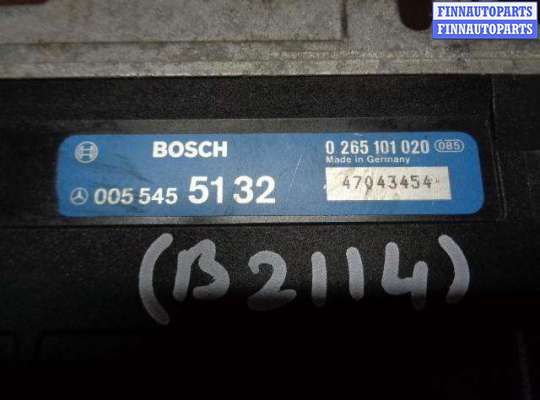 FINNAUTOPARTS
FINNAUTOPARTS
BOSCH 0 265 101 020 085
Made in Germany
005 545 51 32 47043454
(B2114)